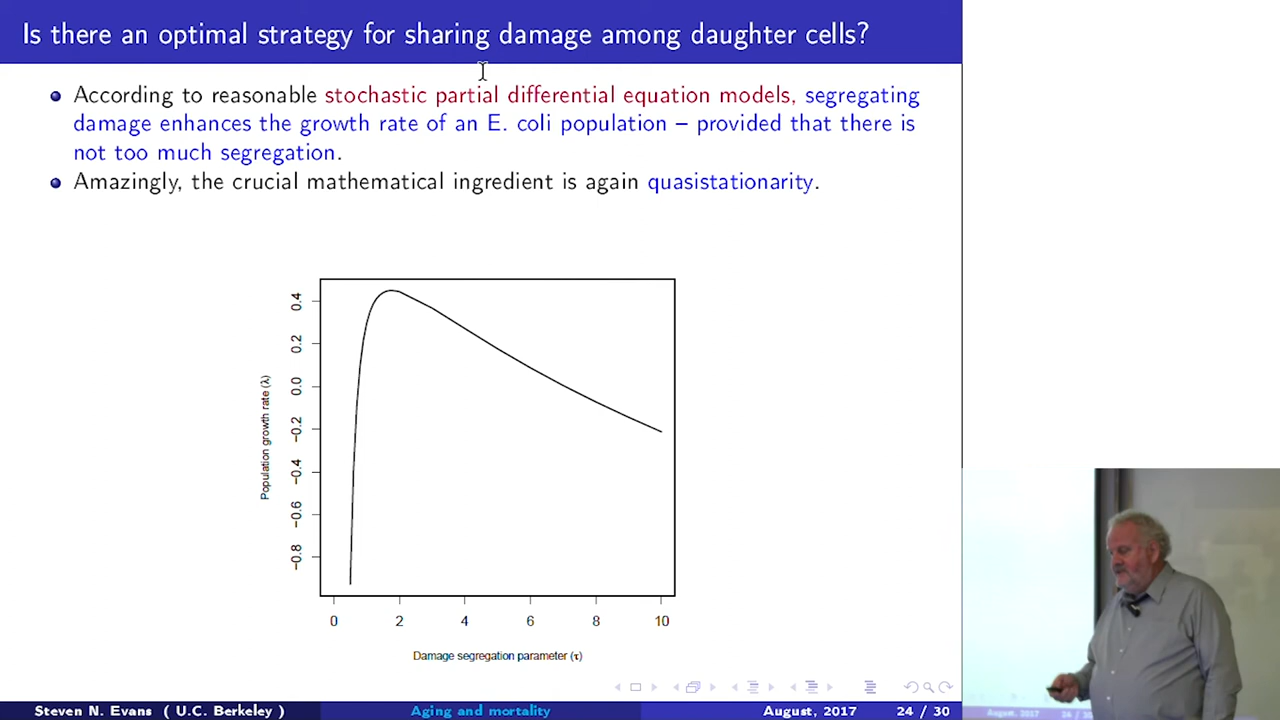 Is there an optimal strategy for sharing damage among daughter cells?
According to reasonable stochastic partial differential equation models, segregating
damage enhances the growth rate of an E. coli population – provided that there is
not too much segregation.
Amazingly, the crucial mathematical ingredient is again quasistationarity.
0.4
0.2
0.0
−0.2
−0.4
−0.6
−0.8
Population growth rate (λ)
0 2 4 6 8 10
Damage segregation parameter (τ)
Steven N. Evans ( U.C. Berkeley ) Aging and mortality August, 2017 24 / 30
August, 2017 24 / 30